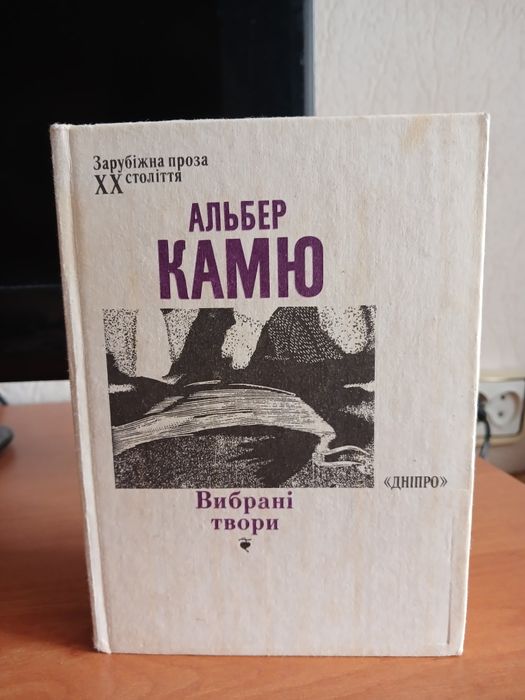 Зарубіжна проза
XX століття
АЛЬБЕР
КАМЮ
«ДНІПРО»
Вибрані
твори